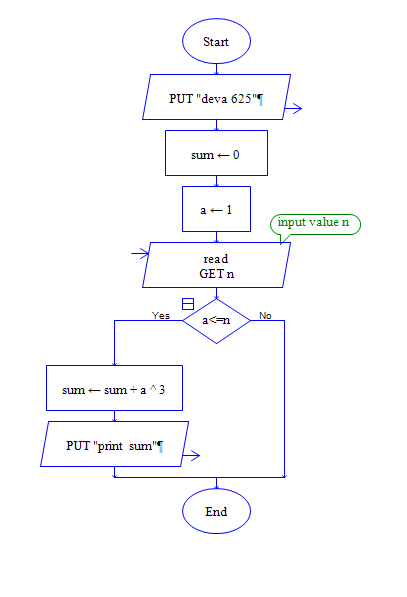 Start
PUT "deva 625"¶
sum ← 0
a ← 1
input value n
read
GET n
a<=n
Yes
No
sum ← sum + a ^ 3
PUT "print  sum"¶
End